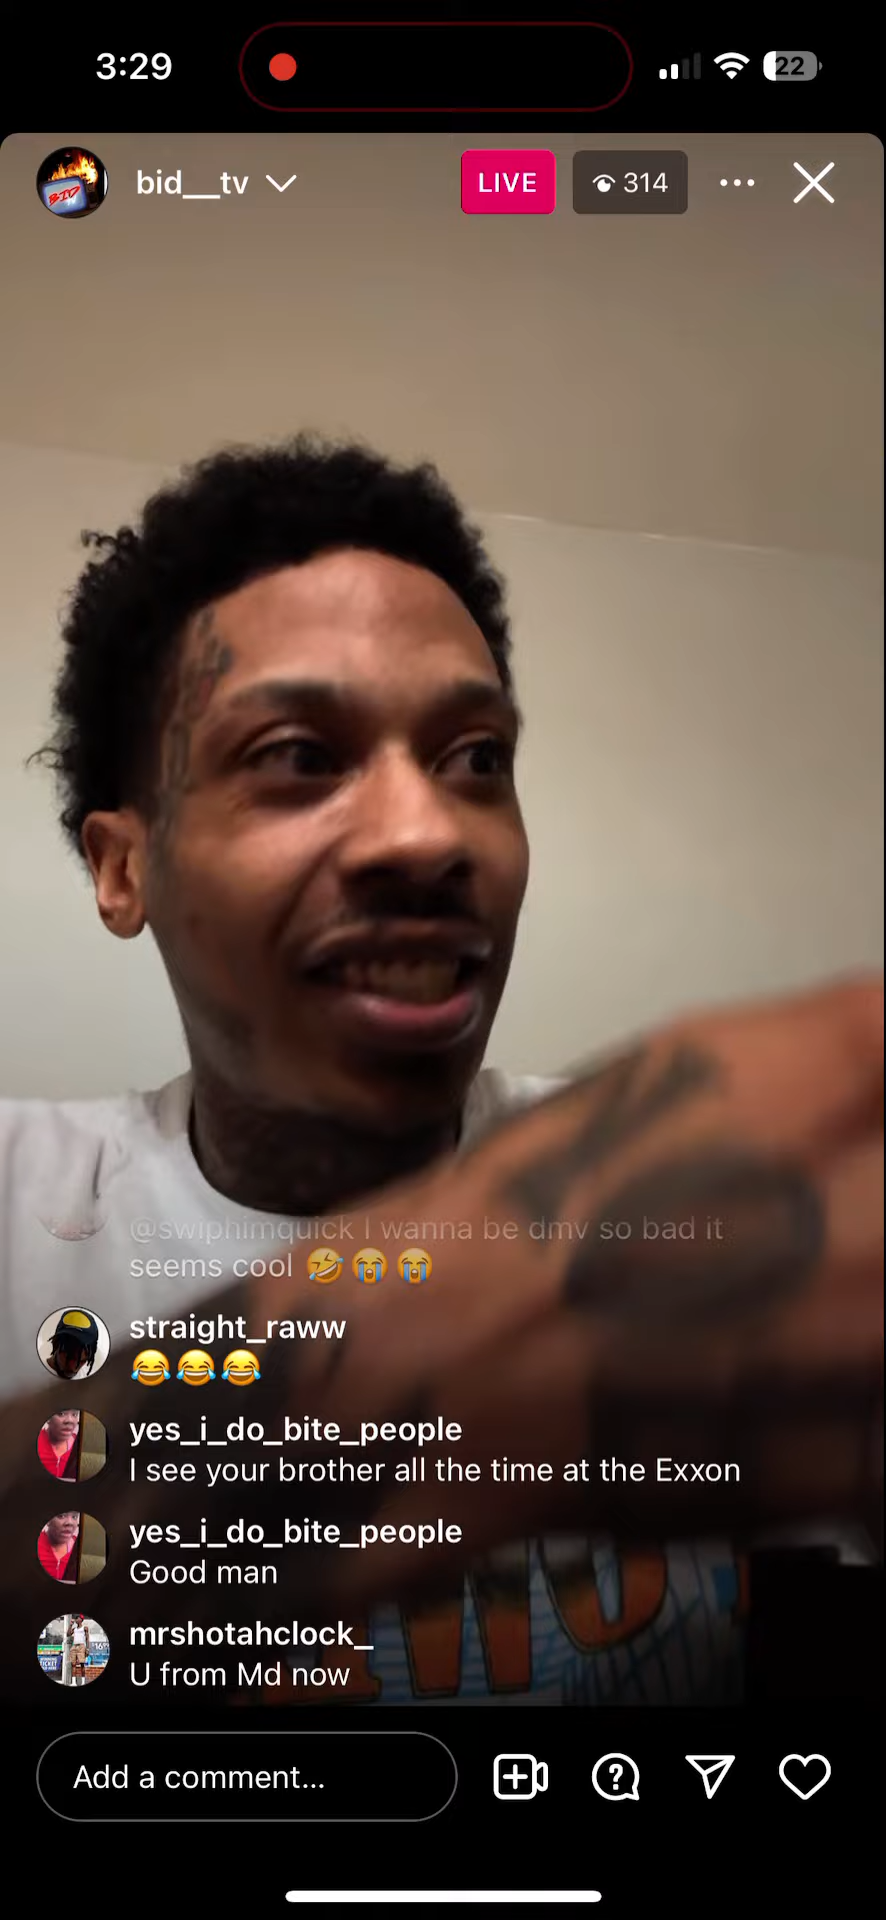 3:29
22
BID
bid__tv
LIVE
314
@swiphimquick I wanna be dmv so bad it
seems cool 🤣😭😭
straight_raww
😂😂😂
yes_i_do_bite_people
I see your brother all the time at the Exxon
yes_i_do_bite_people
Good man
mrshotahclock_
U from Md now
Add a comment...